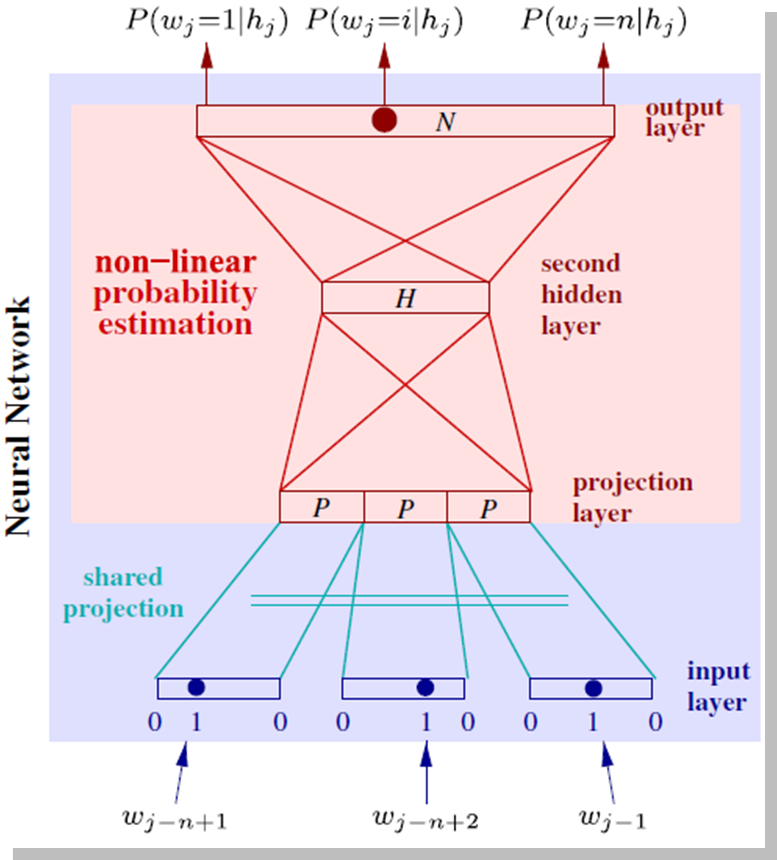 P(w_j=1|h_j) P(w_j=i|h_j) P(w_j=n|h_j)
output
layer
N
non−linear
probability
estimation
second
hidden
layer
H
Neural Network
projection
layer
P P P
shared
projection
input
layer
0 1 0 0 1 0 0 1 0
w_{j−n+1} w_{j−n+2} w_{j−1}